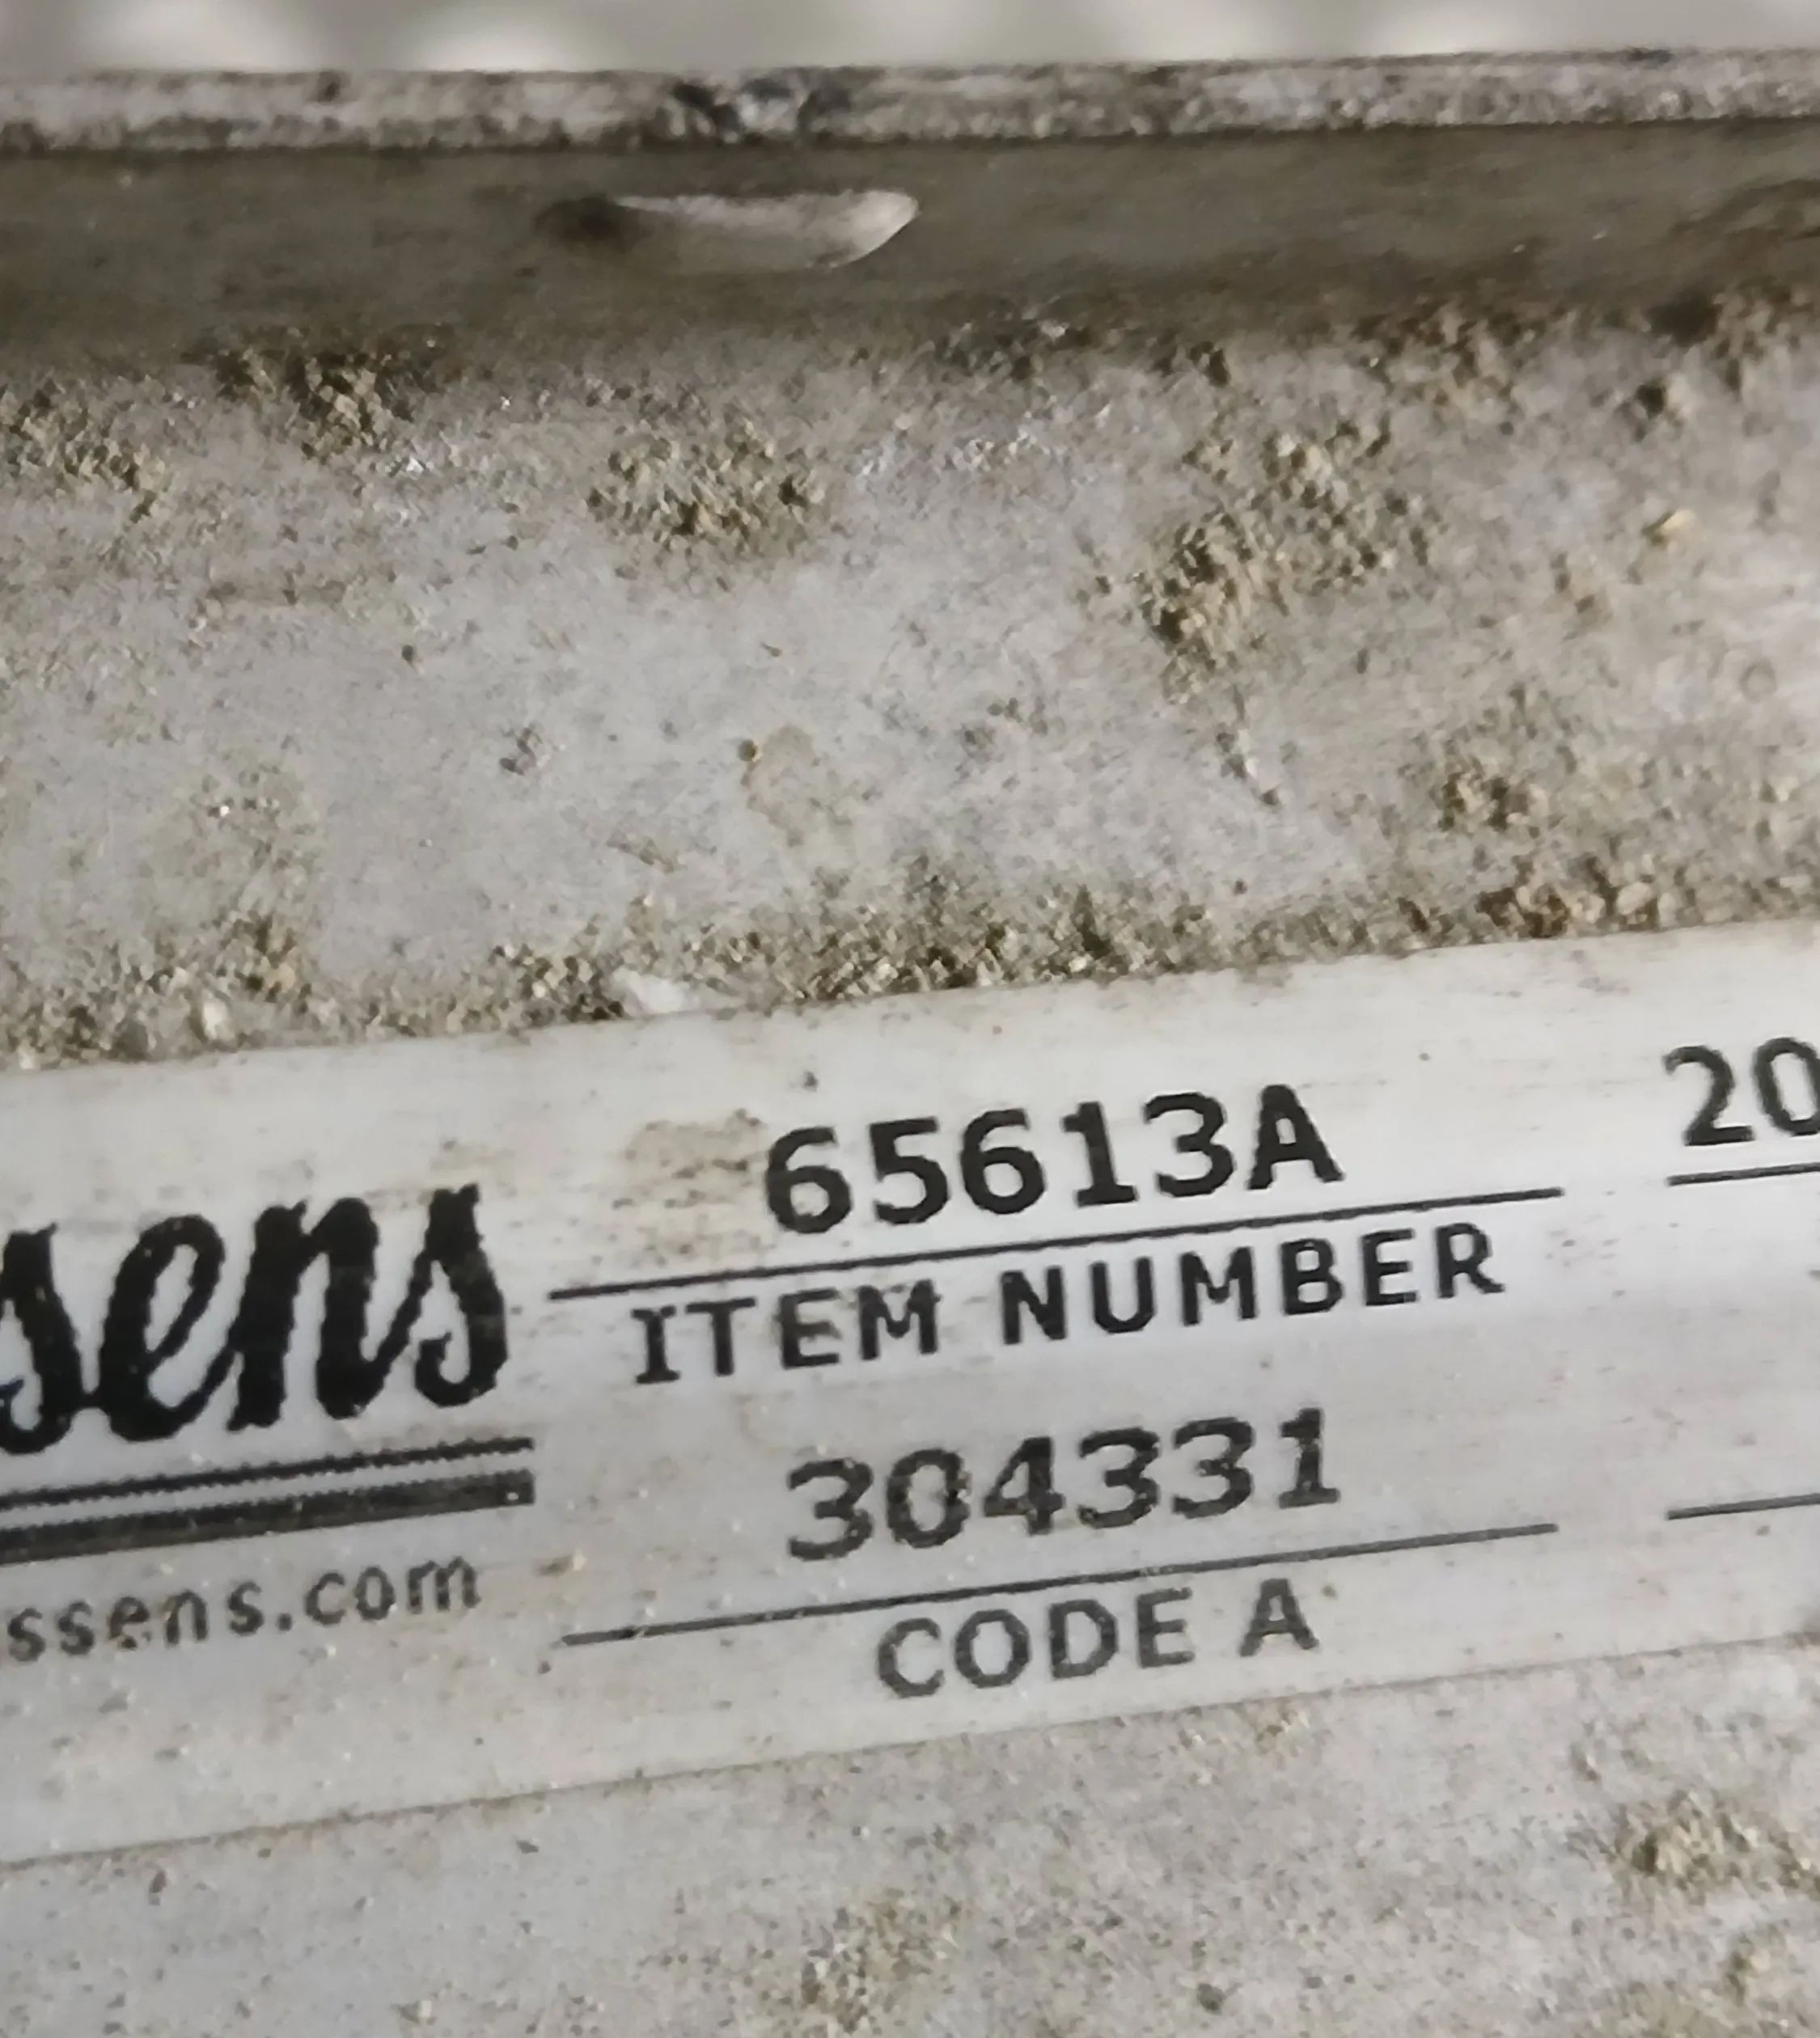 65613A 20
sens ITEM NUMBER
304331
ssens.com CODE A